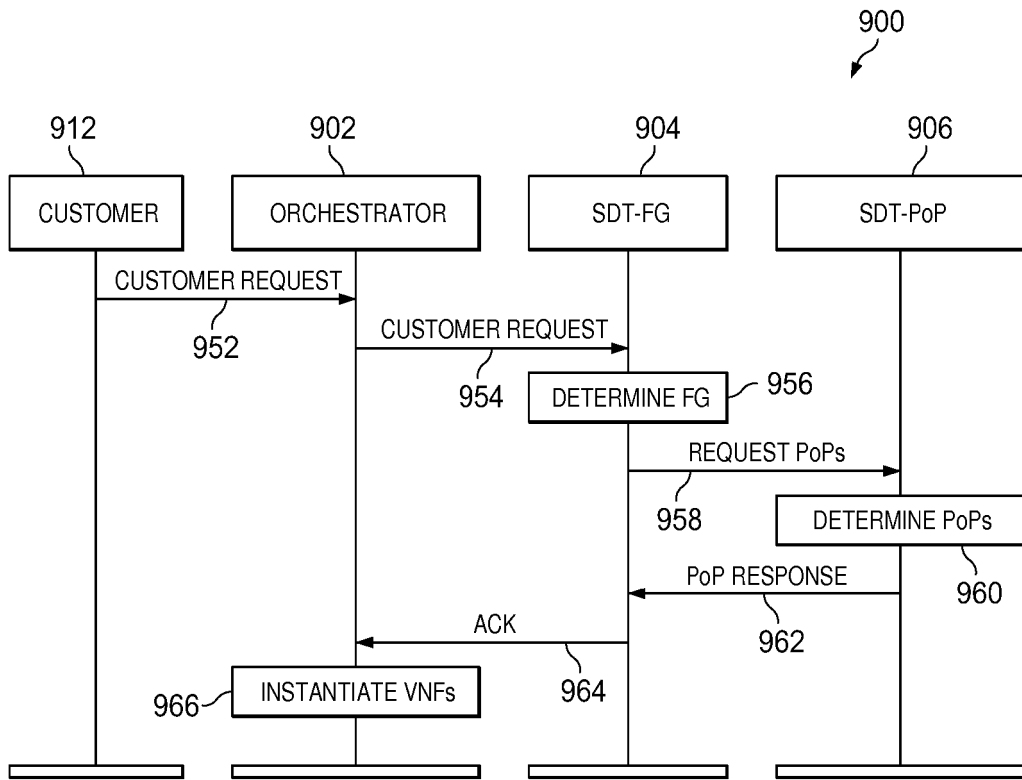 900
912
902
904
906
CUSTOMER
ORCHESTRATOR
SDT-FG
SDT-PoP
CUSTOMER REQUEST
952
CUSTOMER REQUEST
954
DETERMINE FG
956
REQUEST PoPs
958
DETERMINE PoPs
960
PoP RESPONSE
962
ACK
964
INSTANTIATE VNFs
966